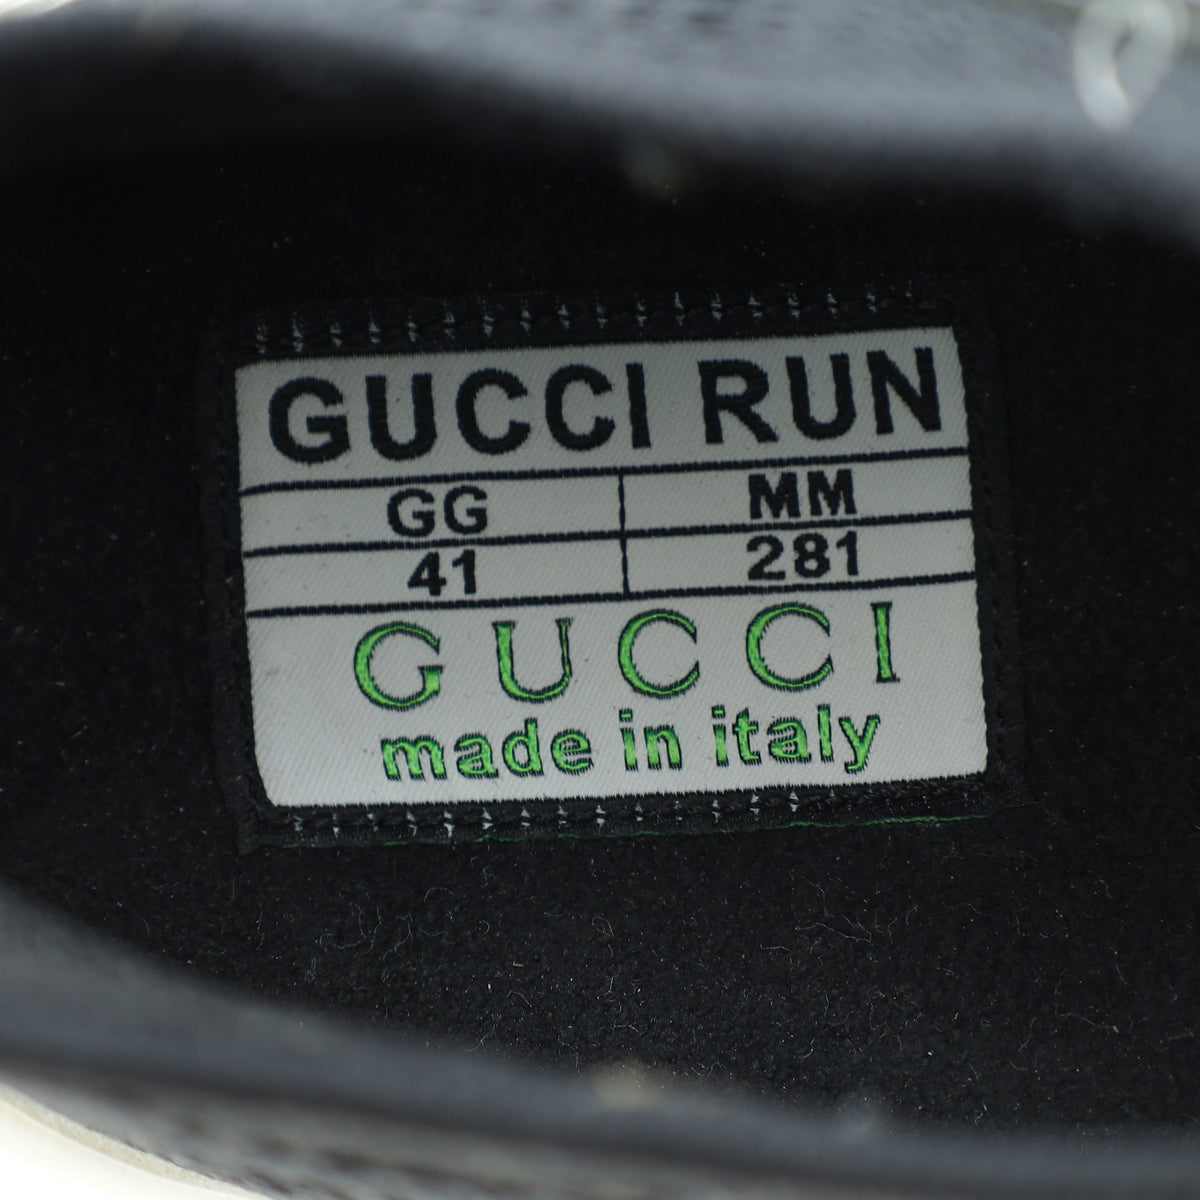 GUCCI RUN
GG MM
41 281
GUCCI
made in italy